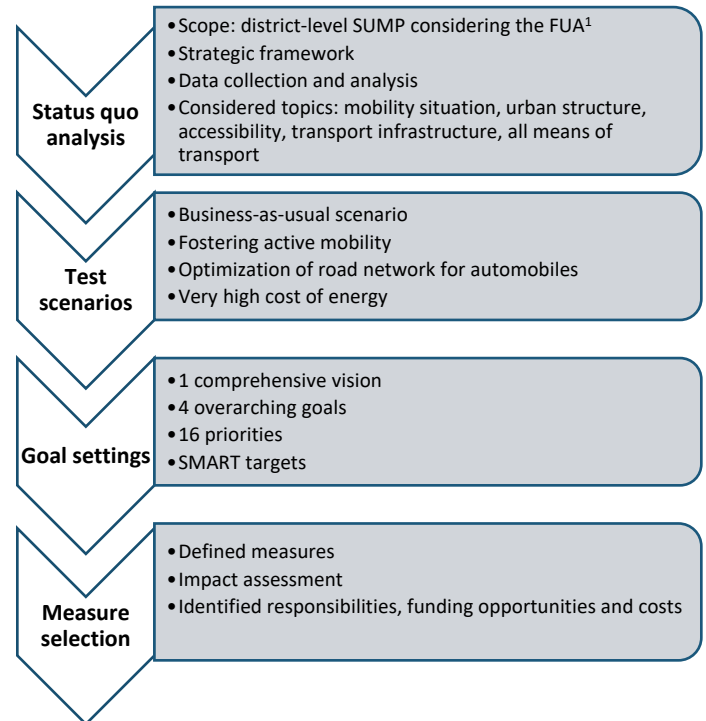 Status quo
analysis
•Scope: district-level SUMP considering the FUA¹
•Strategic framework
•Data collection and analysis
•Considered topics: mobility situation, urban structure,
accessibility, transport infrastructure, all means of
transport
Test
scenarios
•Business-as-usual scenario
•Fostering active mobility
•Optimization of road network for automobiles
•Very high cost of energy
Goal settings
•1 comprehensive vision
•4 overarching goals
•16 priorities
•SMART targets
Measure
selection
•Defined measures
•Impact assessment
•Identified responsibilities, funding opportunities and costs